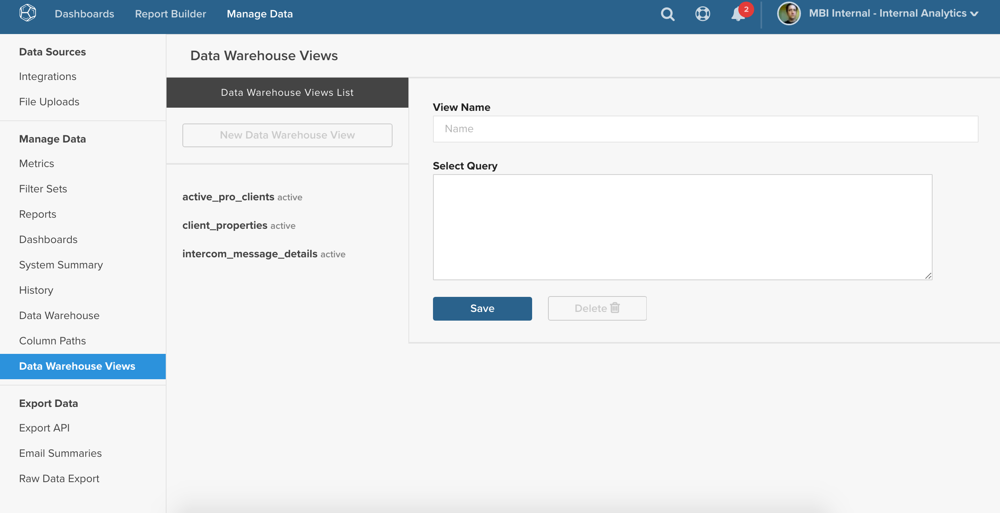 Dashboards Report Builder Manage Data 2 MBI Internal - Internal Analytics
Data Sources
Integrations
File Uploads
Manage Data
Metrics
Filter Sets
Reports
Dashboards
System Summary
History
Data Warehouse
Column Paths
Data Warehouse Views
Export Data
Export API
Email Summaries
Raw Data Export
Data Warehouse Views
Data Warehouse Views List
New Data Warehouse View
active_pro_clients active
client_properties active
intercom_message_details active
View Name
Name
Select Query
Save Delete